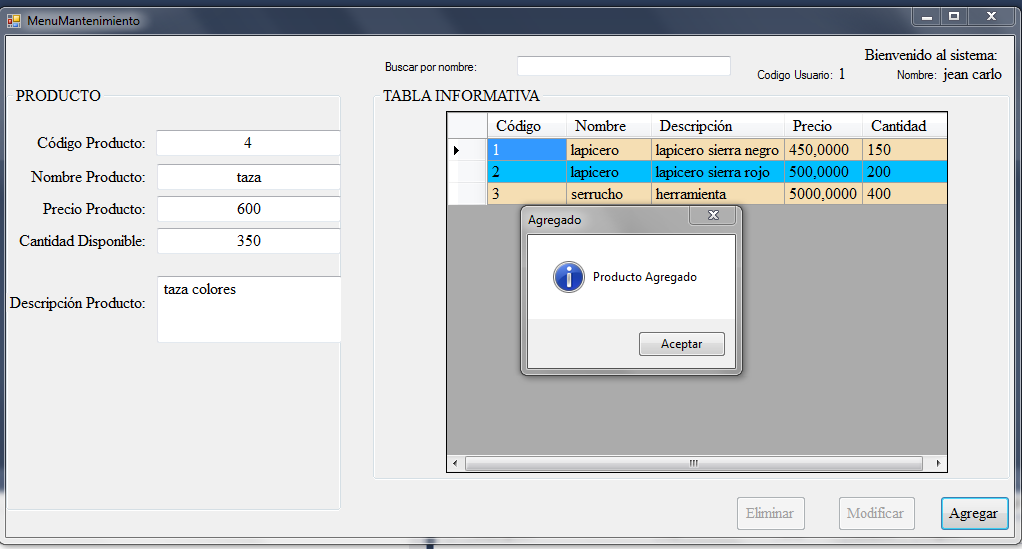 MenuMantenimiento
Bienvenido al sistema:
Buscar por nombre:
Codigo Usuario: 1 Nombre: jean carlo
PRODUCTO
TABLA INFORMATIVA
Código Producto: 4
Nombre Producto: taza
Precio Producto: 600
Cantidad Disponible: 350
Descripción Producto: taza colores
Código Nombre Descripción Precio Cantidad
1 lapicero lapicero sierra negro 450,0000 150
2 lapicero lapicero sierra rojo 500,0000 200
3 serrucho herramienta 5000,0000 400
Agregado
Producto Agregado
Aceptar
Eliminar Modificar Agregar